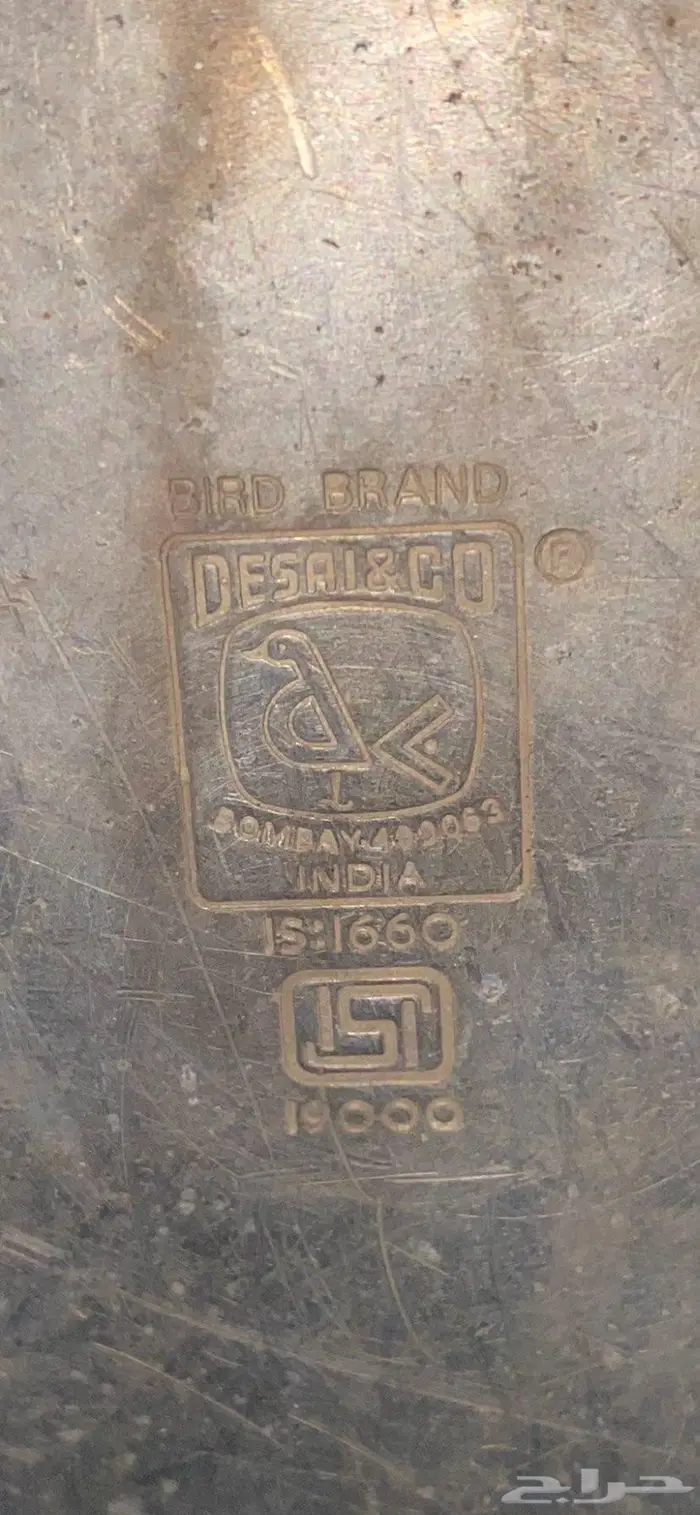 BIRD BRAND
DESAI & CO
®
BOMBAY.400063
INDIA
IS:1660
ISI
19000
حراج